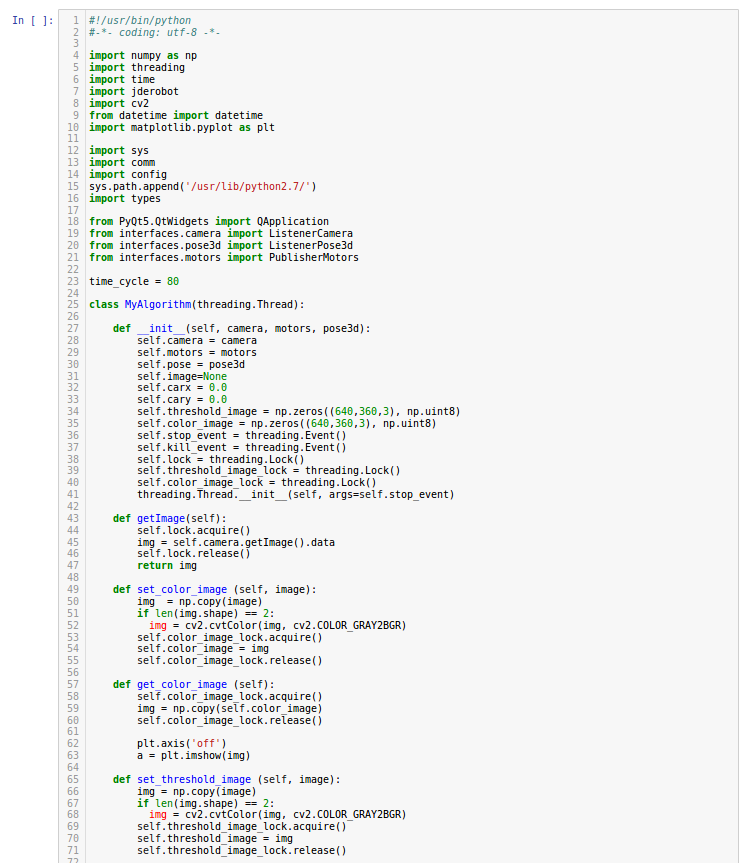 In [ ]:
1 #!/usr/bin/python
2 #-*- coding: utf-8 -*-
3
4 import numpy as np
5 import threading
6 import time
7 import jderobot
8 import cv2
9 from datetime import datetime
10 import matplotlib.pyplot as plt
11
12 import sys
13 import comm
14 import config
15 sys.path.append('/usr/lib/python2.7/')
16 import types
17
18 from PyQt5.QtWidgets import QApplication
19 from interfaces.camera import ListenerCamera
20 from interfaces.pose3d import ListenerPose3d
21 from interfaces.motors import PublisherMotors
22
23 time_cycle = 80
24
25 class MyAlgorithm(threading.Thread):
26
27     def __init__(self, camera, motors, pose3d):
28         self.camera = camera
29         self.motors = motors
30         self.pose = pose3d
31         self.image=None
32         self.carx = 0.0
33         self.cary = 0.0
34         self.threshold_image = np.zeros((640,360,3), np.uint8)
35         self.color_image = np.zeros((640,360,3), np.uint8)
36         self.stop_event = threading.Event()
37         self.kill_event = threading.Event()
38         self.lock = threading.Lock()
39         self.threshold_image_lock = threading.Lock()
40         self.color_image_lock = threading.Lock()
41         threading.Thread.__init__(self, args=self.stop_event)
42
43     def getImage(self):
44         self.lock.acquire()
45         img = self.camera.getImage().data
46         self.lock.release()
47         return img
48
49     def set_color_image (self, image):
50         img  = np.copy(image)
51         if len(img.shape) == 2:
52           img = cv2.cvtColor(img, cv2.COLOR_GRAY2BGR)
53         self.color_image_lock.acquire()
54         self.color_image = img
55         self.color_image_lock.release()
56
57     def get_color_image (self):
58         self.color_image_lock.acquire()
59         img = np.copy(self.color_image)
60         self.color_image_lock.release()
61
62         plt.axis('off')
63         a = plt.imshow(img)
64
65     def set_threshold_image (self, image):
66         img = np.copy(image)
67         if len(img.shape) == 2:
68           img = cv2.cvtColor(img, cv2.COLOR_GRAY2BGR)
69         self.threshold_image_lock.acquire()
70         self.threshold_image = img
71         self.threshold_image_lock.release()
72